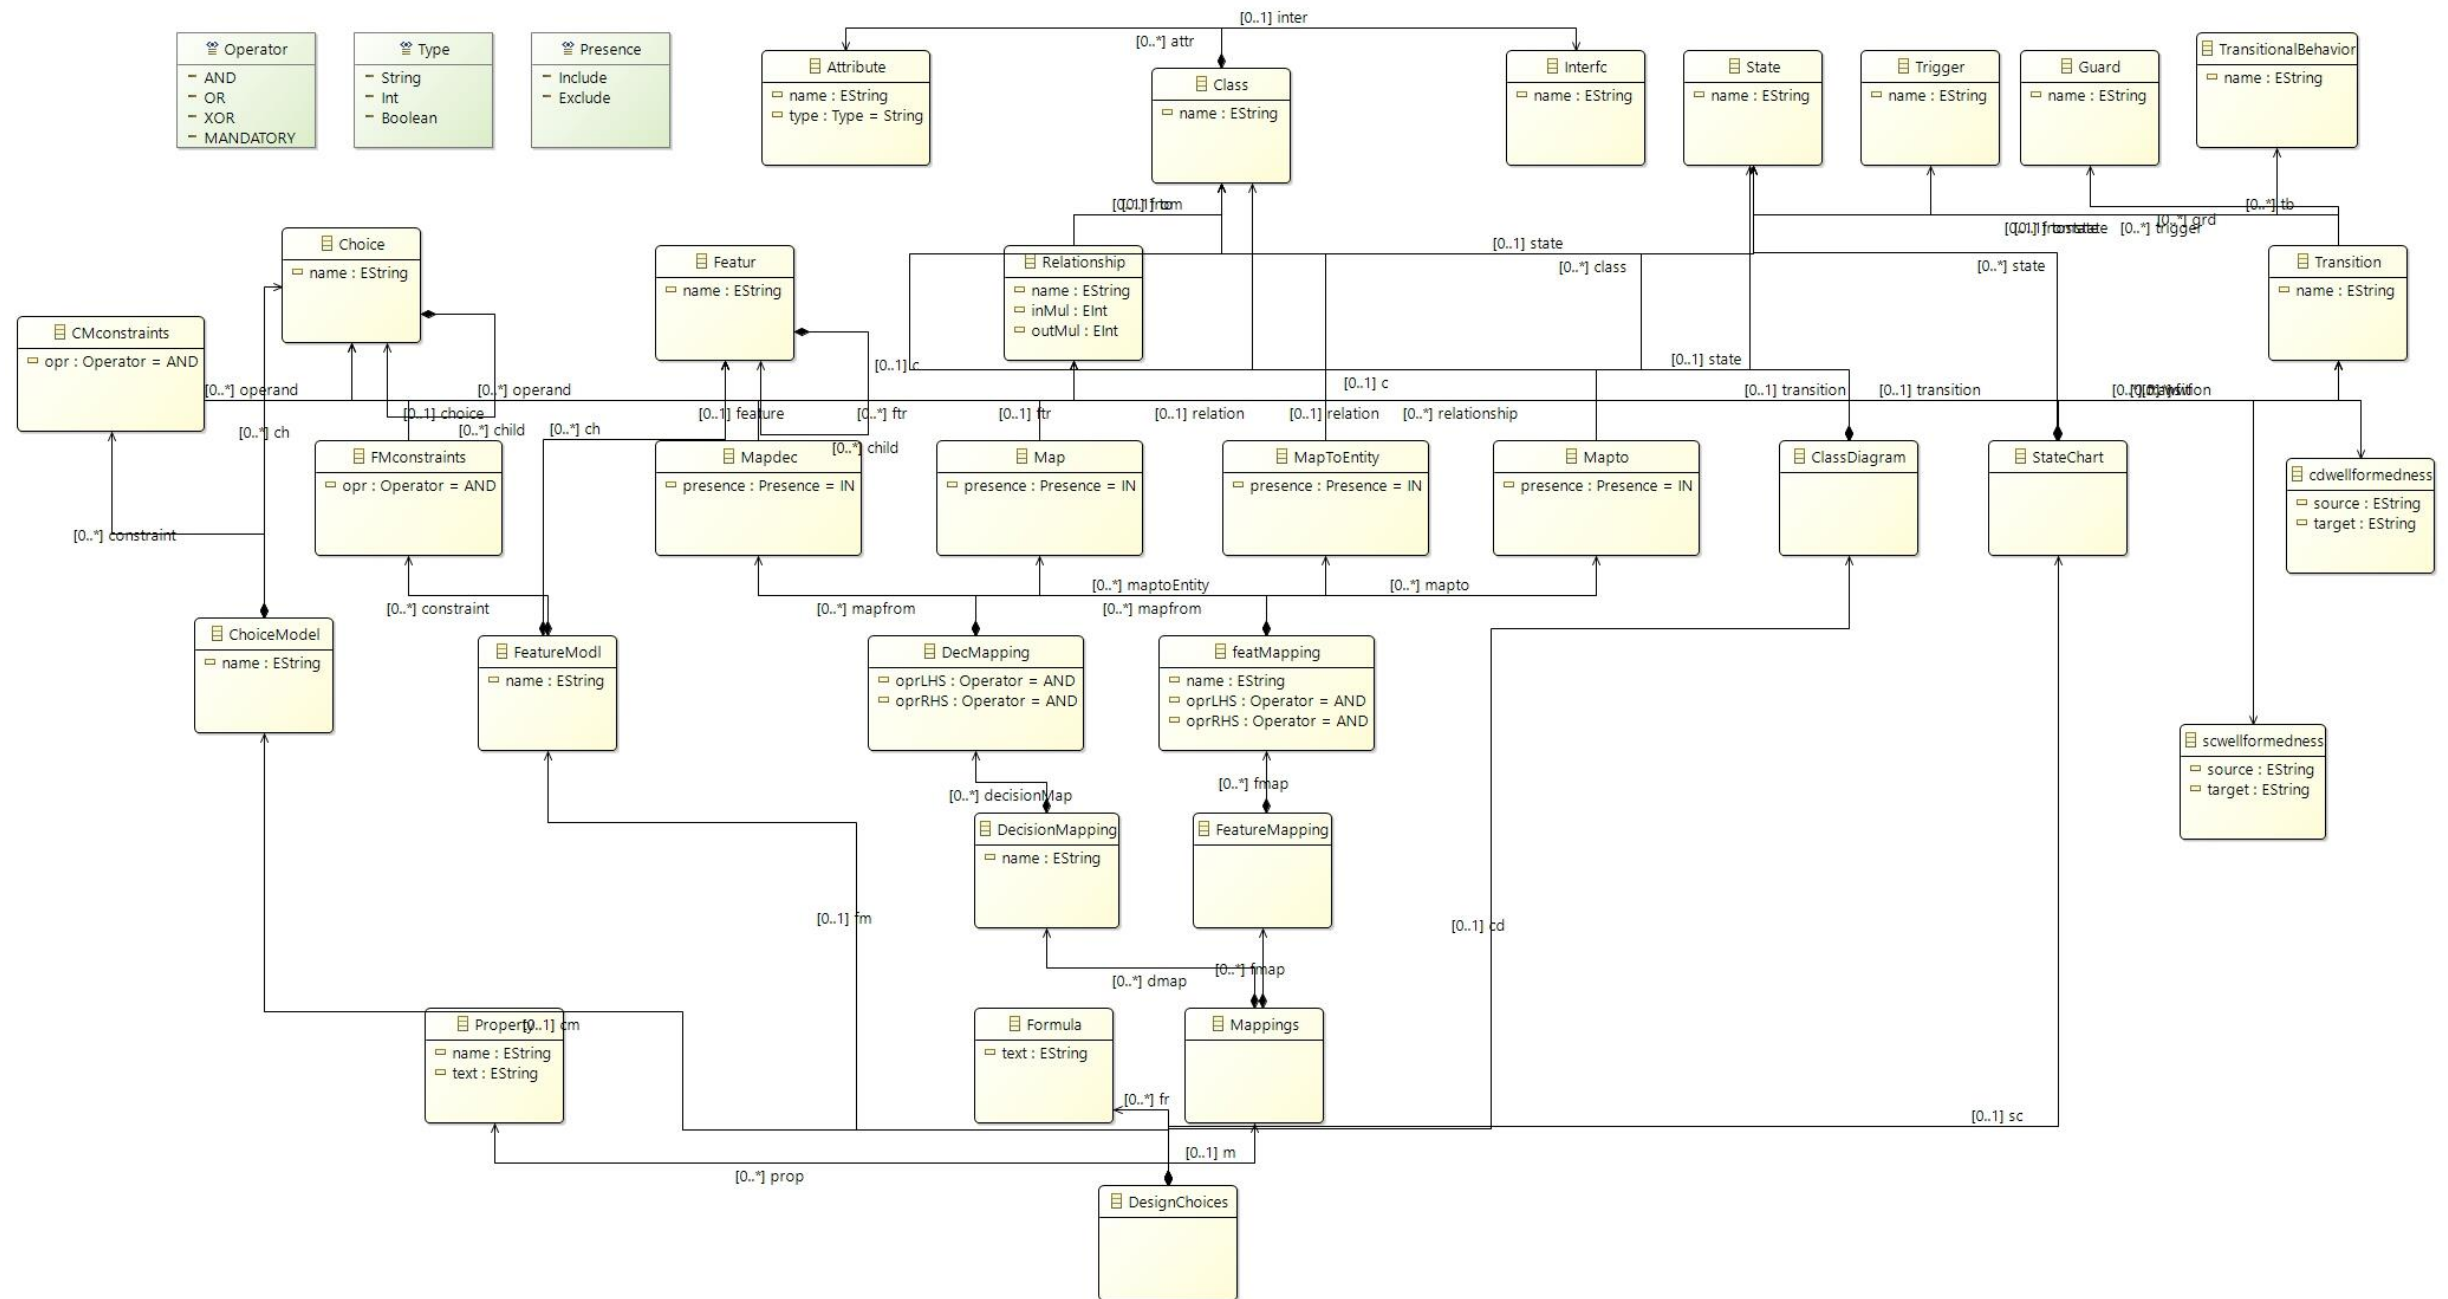 [0..1] inter
[0..*] attr
Operator
AND
OR
XOR
MANDATORY
Type
String
Int
Boolean
Presence
Include
Exclude
Attribute
name : EString
type : Type = String
Class
name : EString
Interfc
name : EString
State
name : EString
Trigger
name : EString
Guard
name : EString
TransitionalBehavior
name : EString
[0..*] tb
[0..*] grd
[0..*] trigger
[0..1] state
[0..*] class
[0..*] state
Choice
name : EString
Featur
name : EString
Relationship
name : EString
inMul : EInt
outMul : EInt
Transition
name : EString
CMconstraints
opr : Operator = AND
[0..1] c
[0..1] state
[0..1] c
[0..*] operand
[0..*] operand
[0..1] transition
[0..1] transition
[0..1] choice
[0..1] feature
[0..*] ftr
[0..1] ftr
[0..1] relation
[0..1] relation
[0..*] relationship
[0..*] ch
[0..*] child
[0..*] ch
[0..*] child
FMconstraints
opr : Operator = AND
Mapdec
presence : Presence = IN
Map
presence : Presence = IN
MapToEntity
presence : Presence = IN
Mapto
presence : Presence = IN
ClassDiagram
StateChart
cdwellformedness
source : EString
target : EString
[0..*] constraint
[0..*] constraint
[0..*] maptoEntity
[0..*] mapto
[0..*] mapfrom
[0..*] mapfrom
ChoiceModel
name : EString
FeatureModl
name : EString
DecMapping
oprLHS : Operator = AND
oprRHS : Operator = AND
featMapping
name : EString
oprLHS : Operator = AND
oprRHS : Operator = AND
scwellformedness
source : EString
target : EString
[0..*] decisionMap
[0..*] fmap
DecisionMapping
name : EString
FeatureMapping
[0..1] fm
[0..1] cd
[0..*] fmap
[0..*] dmap
Property
[0..1] cm
name : EString
text : EString
Formula
text : EString
Mappings
[0..*] fr
[0..1] sc
[0..1] m
[0..*] prop
DesignChoices